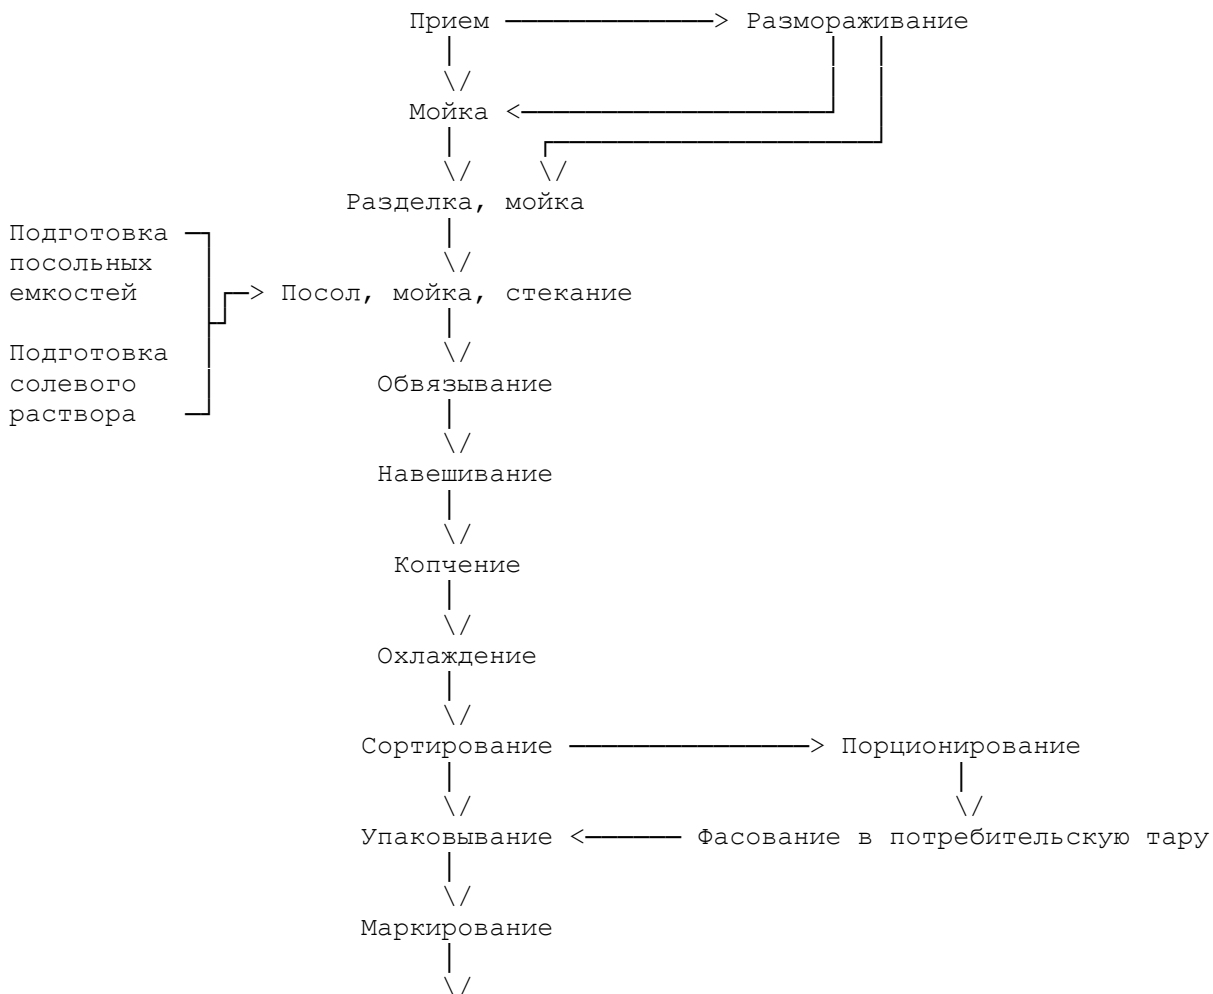 Прием Размораживание
Мойка
Разделка, мойка
Подготовка
посольных
емкостей Посол, мойка, стекание
Подготовка
солевого Обвязывание
раствора
Навешивание
Копчение
Охлаждение
Сортирование Порционирование
Упаковывание Фасование в потребительскую тару
Маркирование